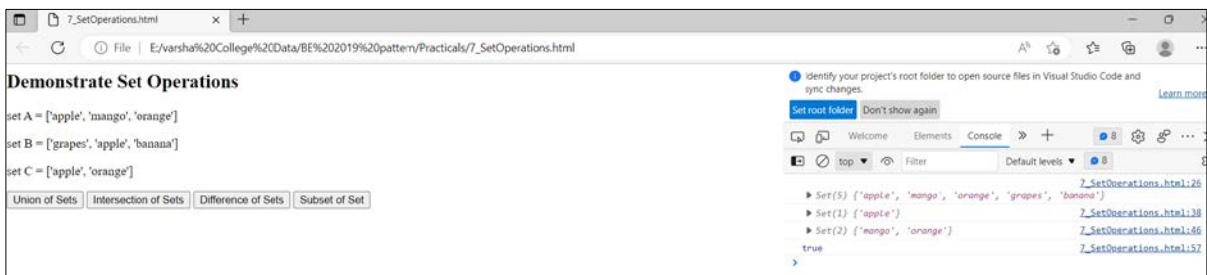 7_SetOperations.html
File | E:/varsha%20College%20Data/BE%202019%20pattern/Practicals/7_SetOperations.html
Demonstrate Set Operations
set A = ['apple', 'mango', 'orange']
set B = ['grapes', 'apple', 'banana']
set C = ['apple', 'orange']
Union of Sets Intersection of Sets Difference of Sets Subset of Set
Identify your project's root folder to open source files in Visual Studio Code and
sync changes.
Learn more
Set root folder Don't show again
Welcome Elements Console 8
top Filter Default levels 8
7_SetOperations.html:26
Set(5) {'apple', 'mango', 'orange', 'grapes', 'banana'}
Set(1) {'apple'} 7_SetOperations.html:38
Set(2) {'mango', 'orange'} 7_SetOperations.html:46
true 7_SetOperations.html:57